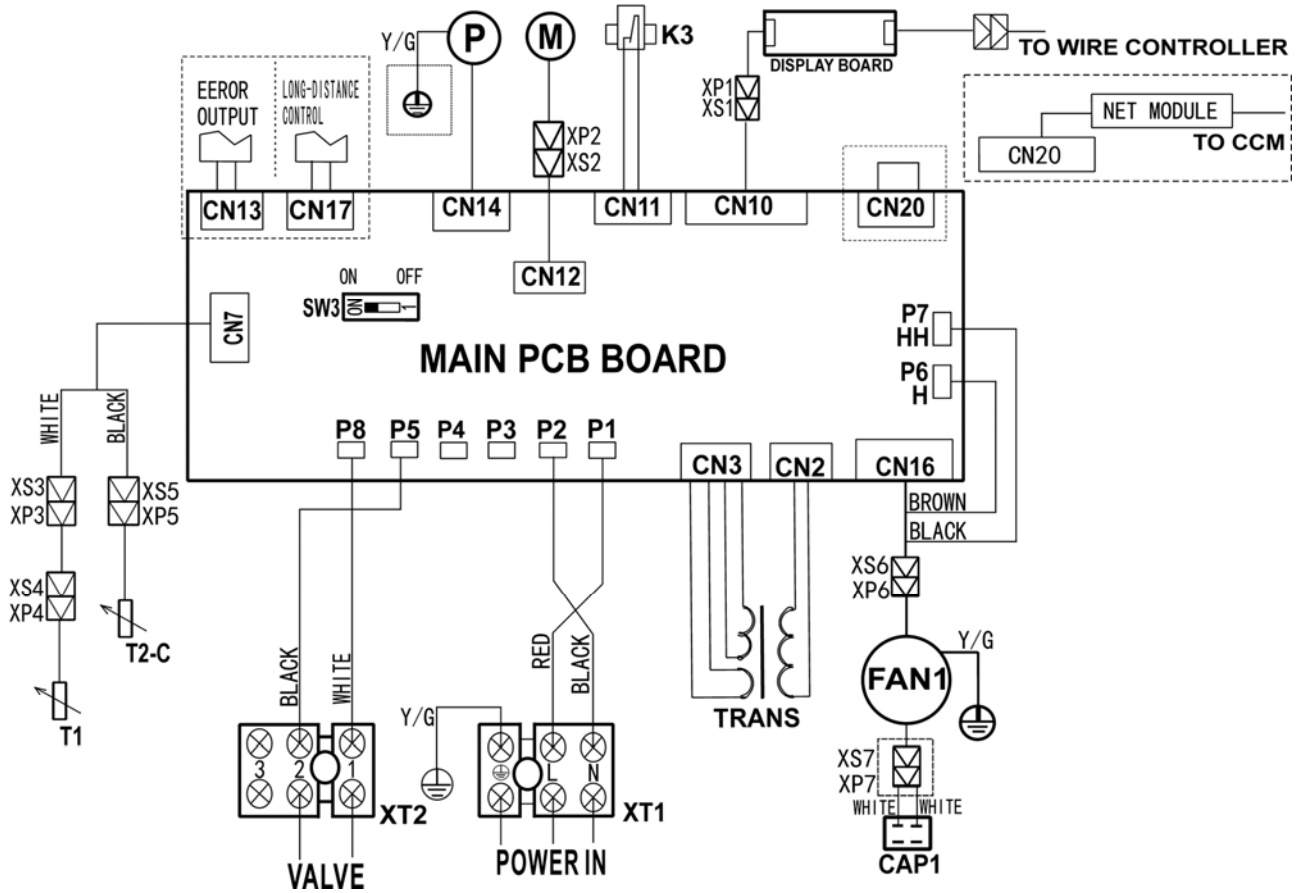 Y/G
P
M
K3
DISPLAY BOARD
TO WIRE CONTROLLER
EEROR
OUTPUT
LONG-DISTANCE
CONTROL
XP1
XS1
XP2
XS2
NET MODULE
TO CCM
CN20
CN13
CN17
CN14
CN11
CN10
CN20
CN12
ON OFF
SW3
ON
1
CN7
MAIN PCB BOARD
P7
HH
P6
H
WHITE
BLACK
P8
P5
P4
P3
P2
P1
CN3
CN2
CN16
BROWN
BLACK
XS3
XP3
XS5
XP5
XS4
XP4
XS6
XP6
T2-C
T1
BLACK
WHITE
RED
BLACK
TRANS
FAN1
Y/G
Y/G
3
2
1
XT2
L
N
XT1
VALVE
POWER IN
XS7
XP7
WHITE
WHITE
CAP1